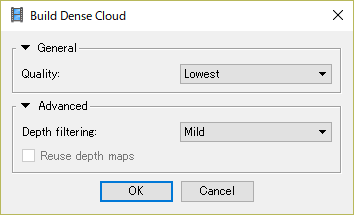 Build Dense Cloud
General
Quality: Lowest
Advanced
Depth filtering: Mild
Reuse depth maps
OK Cancel